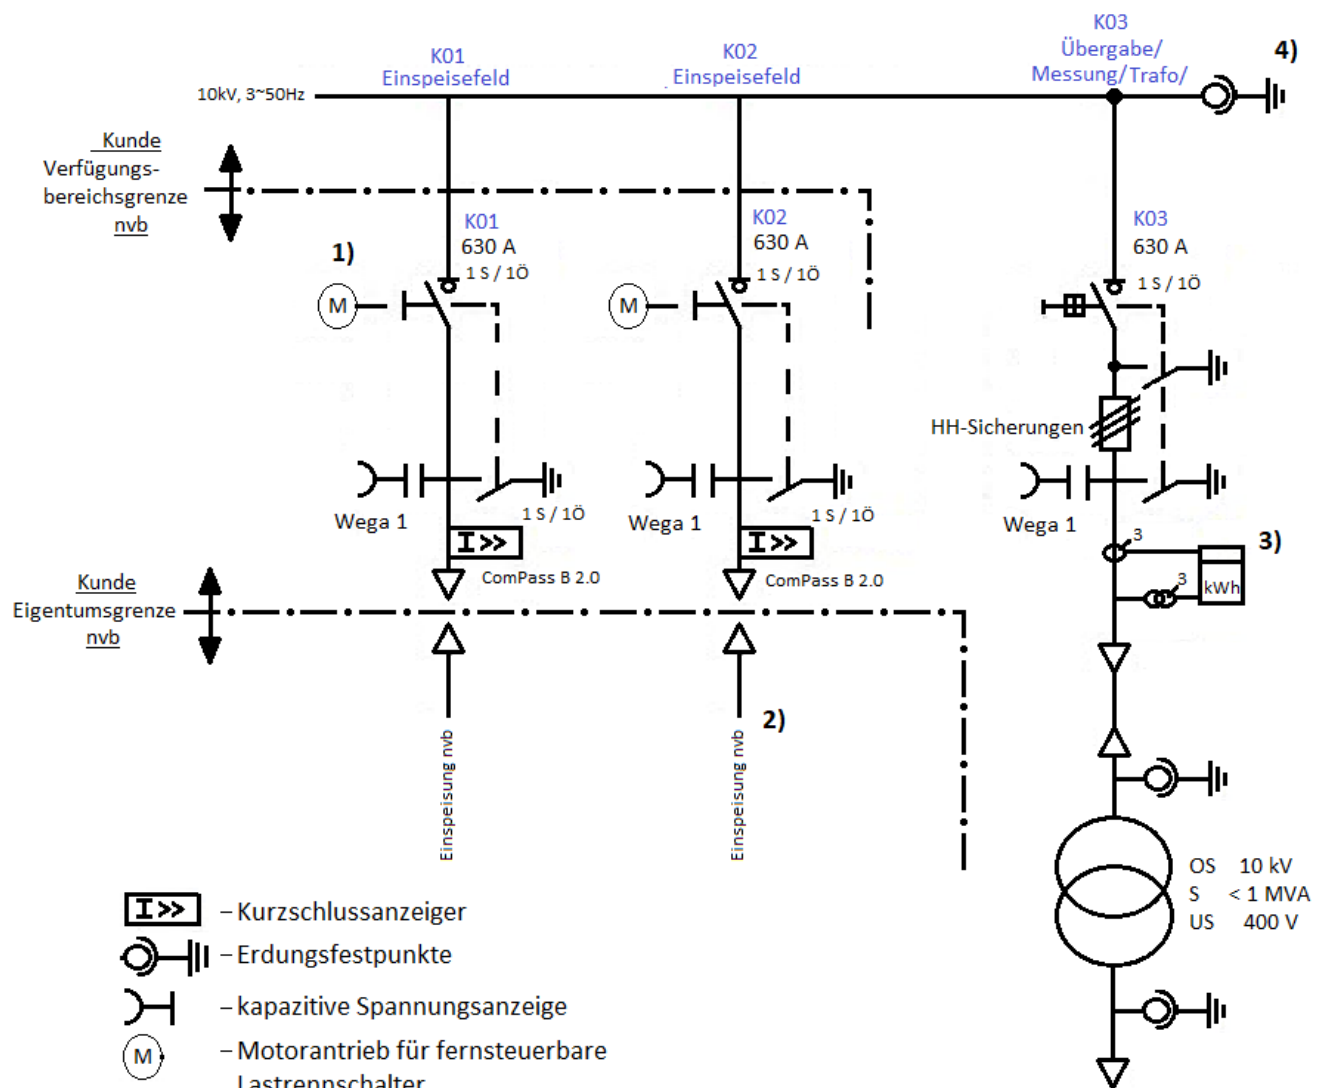 K01
Einspeisefeld
K02
Einspeisefeld
K03
Übergabe/
Messung/Trafo/
4)
10kV, 3~50Hz
Kunde
Verfügungs-
bereichsgrenze
nvb
K01
630 A
1 S / 1Ö
1)
M
K02
630 A
1 S / 1Ö
M
K03
630 A
1 S / 1Ö
HH-Sicherungen
Wega 1
1 S / 1Ö
Wega 1
1 S / 1Ö
Wega 1
I >>
ComPass B 2.0
I >>
ComPass B 2.0
3
3)
3
kWh
Kunde
Eigentumsgrenze
nvb
2)
Einspeisung nvb
Einspeisung nvb
OS 10 kV
S < 1 MVA
US 400 V
I >> – Kurzschlussanzeiger
– Erdungsfestpunkte
– kapazitive Spannungsanzeige
M – Motorantrieb für fernsteuerbare
Lastrennschalter